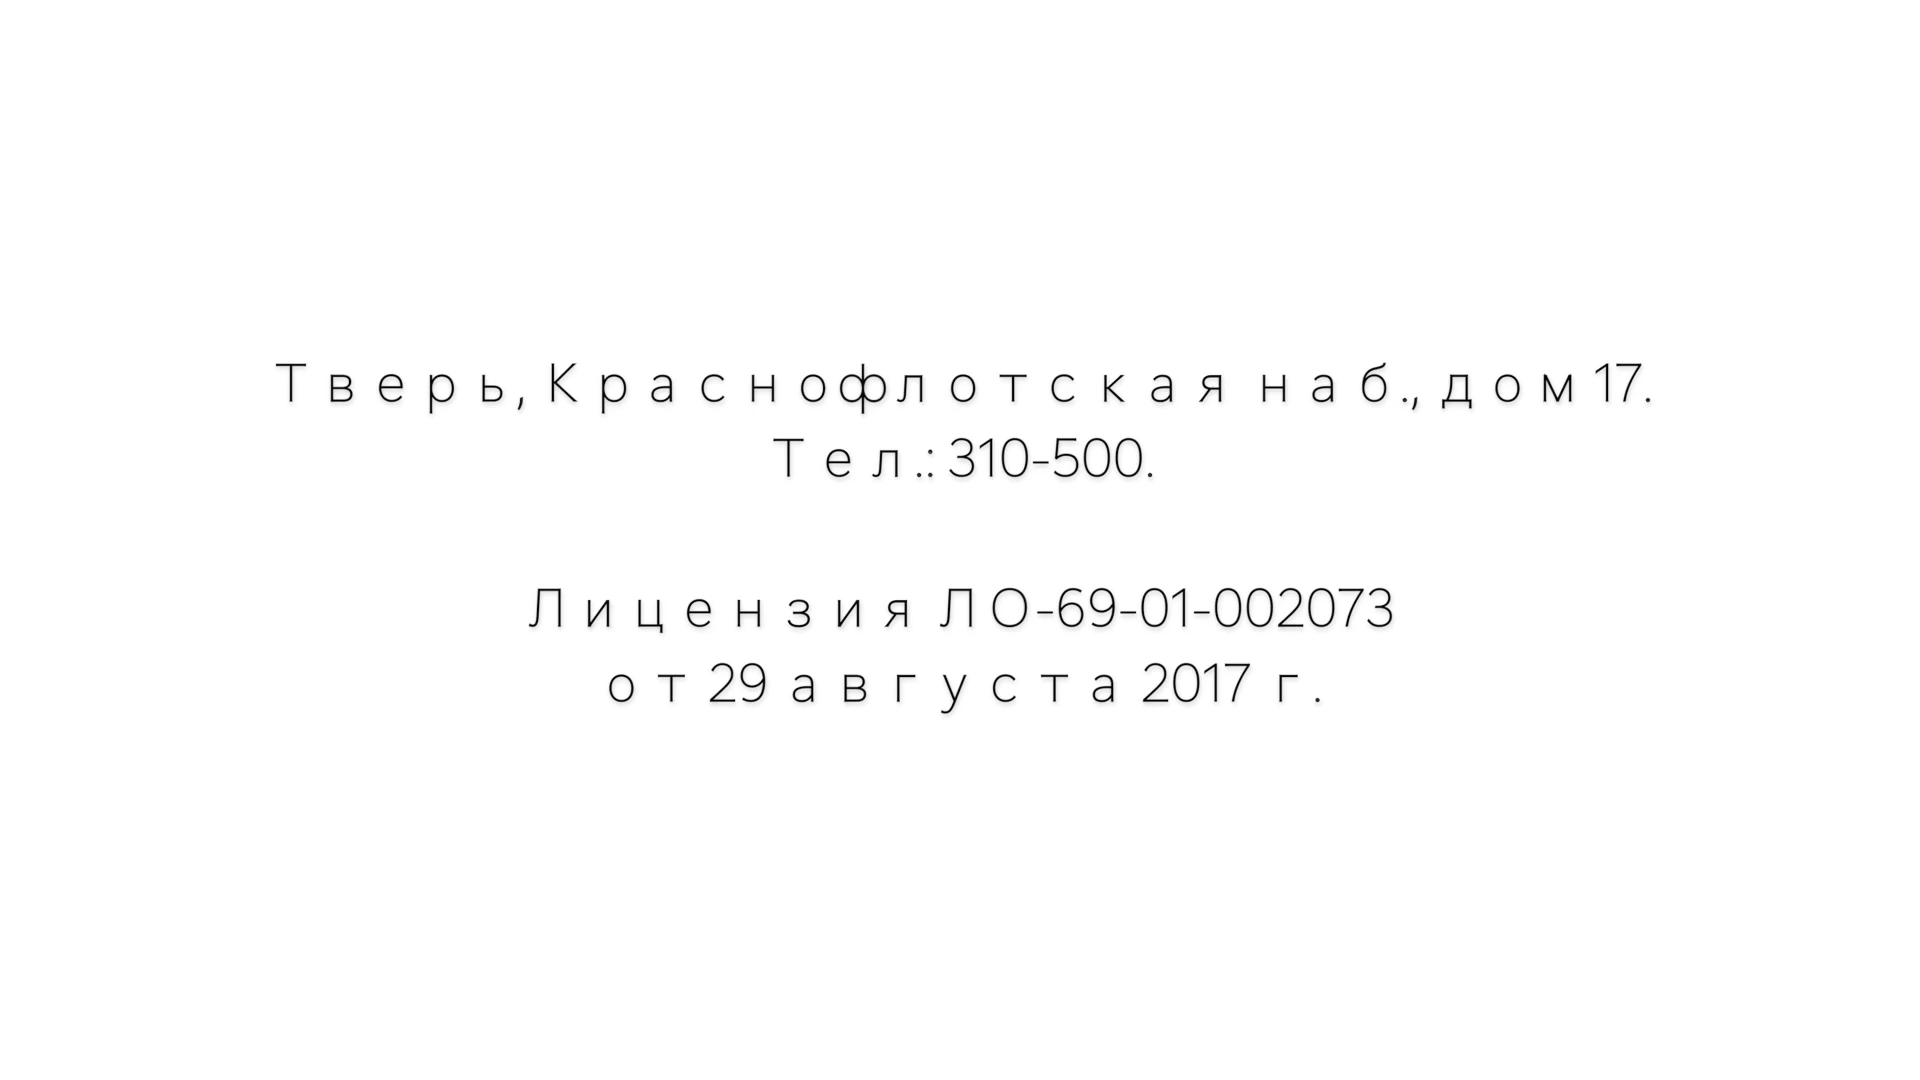 Тверь, Краснофлотская наб., дом 17.
Тел.: 310-500.
Лицензия ЛО-69-01-002073
от 29 августа 2017 г.